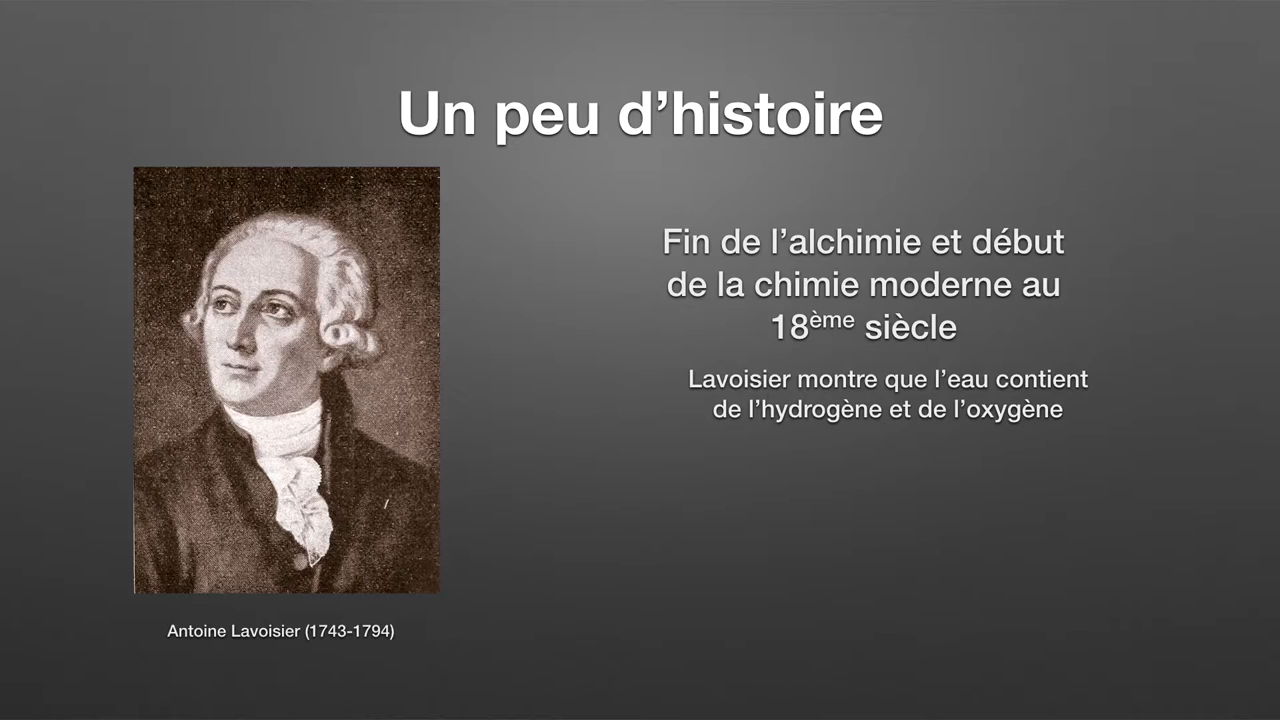 Un peu d’histoire
Fin de l’alchimie et début
de la chimie moderne au
18ème siècle
Lavoisier montre que l’eau contient
de l’hydrogène et de l’oxygène
Antoine Lavoisier (1743-1794)